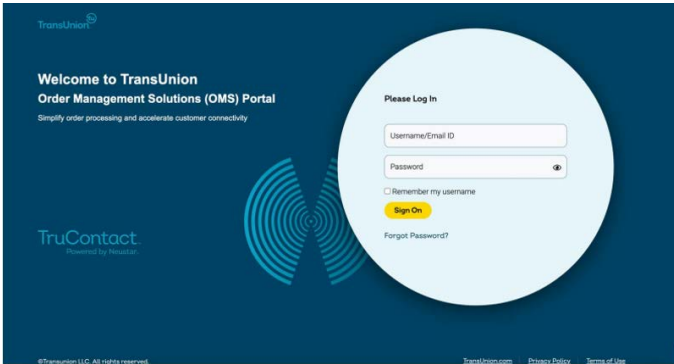 TransUnion
tu
Welcome to TransUnion
Order Management Solutions (OMS) Portal
Simplify order processing and accelerate customer connectivity
TruContact
Powered by Neustar.
Please Log In
Username/Email ID
Password
Remember my username
Sign On
Forgot Password?
©Transunion LLC. All rights reserved.
TransUnion.com Privacy Policy Terms of Use